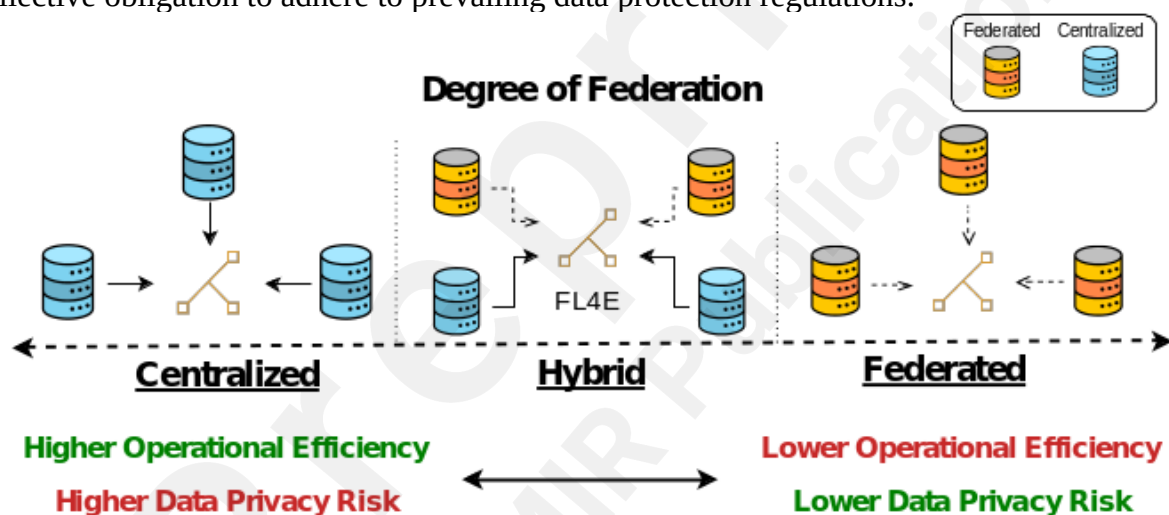 flective obligation to adhere to prevailing data protection regulations.
Federated Centralized
Degree of Federation
FL4E
Centralized Hybrid Federated
Higher Operational Efficiency Lower Operational Efficiency
Higher Data Privacy Risk Lower Data Privacy Risk